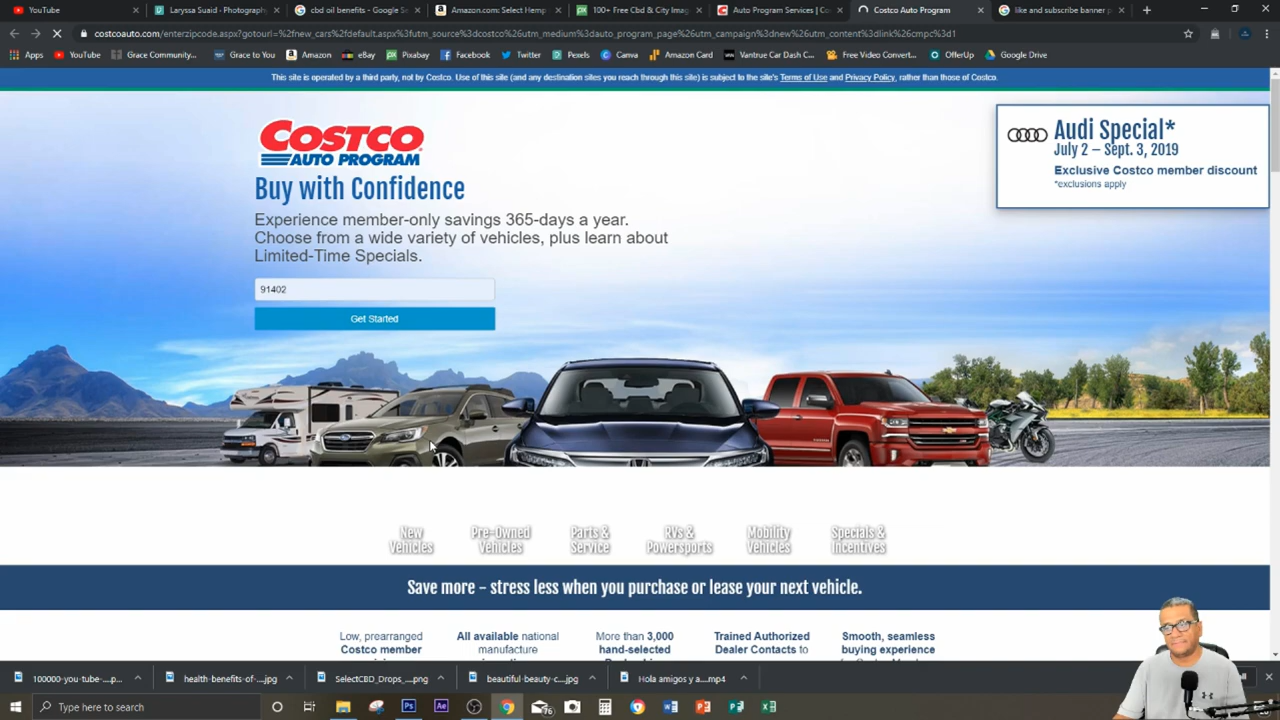 YouTube
Laryssa Suaid - Photography
cbd oil benefits - Google Se
Amazon.com: Select Hemp
100+ Free Cbd & City Imag
Auto Program Services | Co
Costco Auto Program
like and subscribe banner p
costcoauto.com/enterzipcode.aspx?gotourl=%2fnew_cars%2fdefault.aspx%3futm_source%3dcostco%26utm_medium%3dauto_program_page%26utm_campaign%3dnew%26utm_content%3dlink%26cmpc%3d1
Apps
YouTube
Grace Community...
Grace to You
Amazon
eBay
Pixabay
Facebook
Twitter
Pexels
Canva
Amazon Card
Vantrue Car Dash C...
Free Video Convert...
OfferUp
Google Drive
This site is operated by a third party, not by Costco. Use of this site (and any destination sites you reach through this site) is subject to the site's Terms of Use and Privacy Policy, rather than those of Costco.
COSTCO
AUTO PROGRAM
Buy with Confidence
Experience member-only savings 365-days a year.
Choose from a wide variety of vehicles, plus learn about
Limited-Time Specials.
91402
Get Started
Audi Special*
July 2 – Sept. 3, 2019
Exclusive Costco member discount
*exclusions apply
New
Vehicles
Pre-Owned
Vehicles
Parts &
Service
RVs &
Powersports
Mobility
Vehicles
Specials &
Incentives
Save more – stress less when you purchase or lease your next vehicle.
Low, prearranged
Costco member
All available national
manufacture
More than 3,000
hand-selected
Trained Authorized
Dealer Contacts to
Smooth, seamless
buying experience
100000-you-tube-....p...
health-benefits-of-...jpg
SelectCBD_Drops_....png
beautiful-beauty-c...jpg
Hola amigos y a....mp4
Type here to search
76